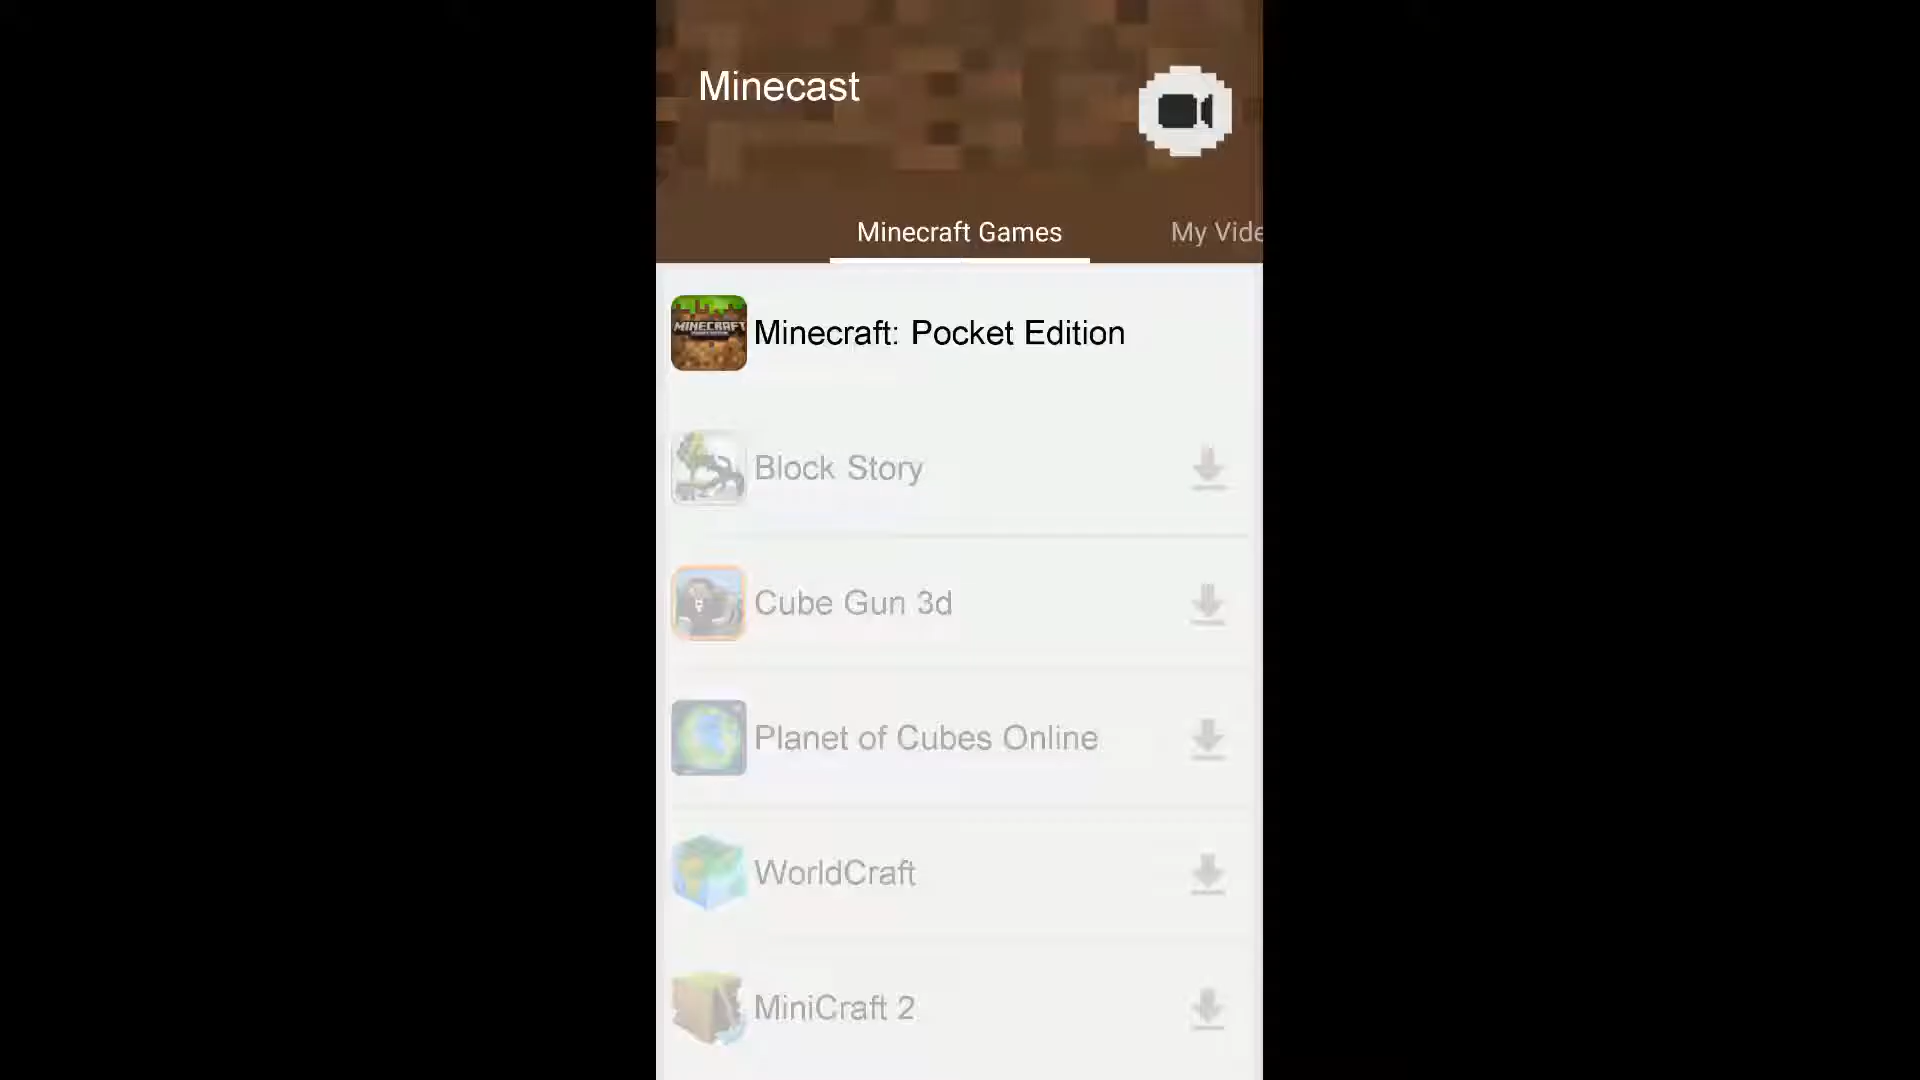 Minecast
Minecraft Games
My Vide
MINECRAFT
Minecraft: Pocket Edition
Block Story
Cube Gun 3d
Planet of Cubes Online
WorldCraft
MiniCraft 2